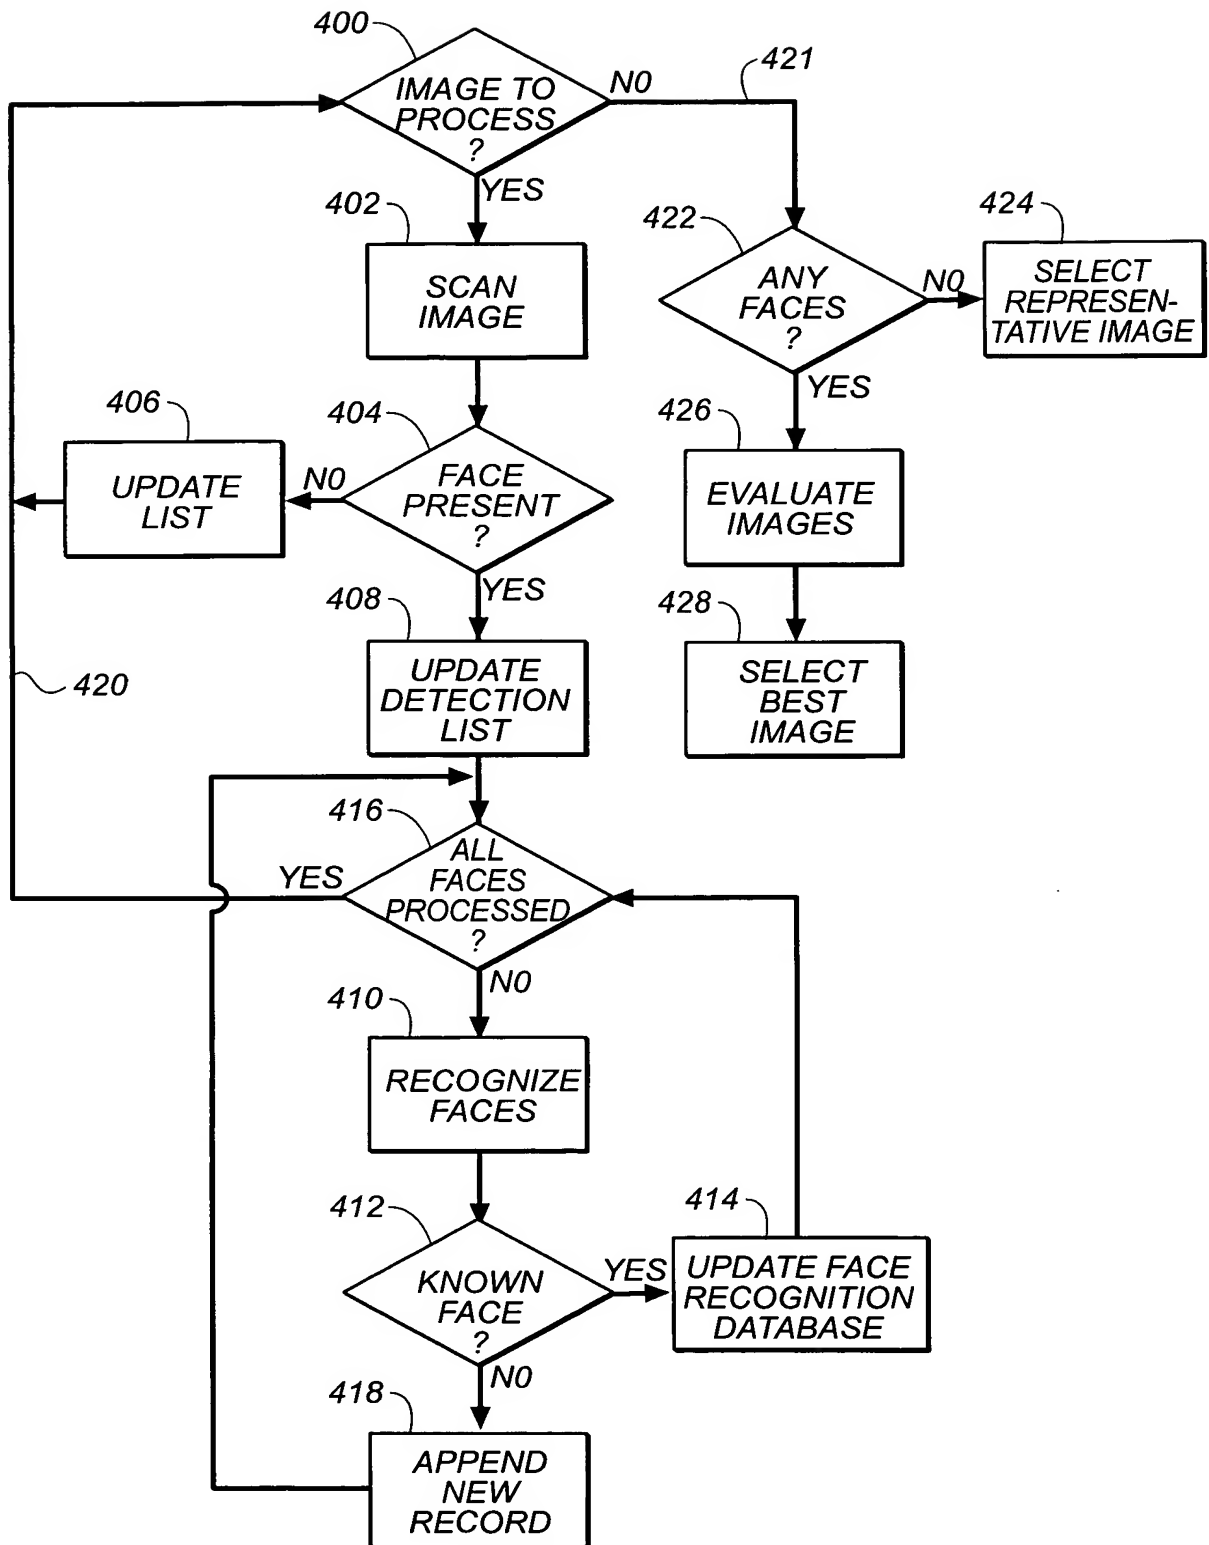 400
IMAGE TO
PROCESS
?
NO
421
YES
402
SCAN
IMAGE
422
ANY
FACES
?
NO
424
SELECT
REPRESEN-
TATIVE IMAGE
YES
406
UPDATE
LIST
NO
404
FACE
PRESENT
?
426
EVALUATE
IMAGES
YES
408
UPDATE
DETECTION
LIST
428
SELECT
BEST
IMAGE
420
416
ALL
FACES
PROCESSED
?
YES
NO
410
RECOGNIZE
FACES
412
KNOWN
FACE
?
YES
414
UPDATE FACE
RECOGNITION
DATABASE
NO
418
APPEND
NEW
RECORD